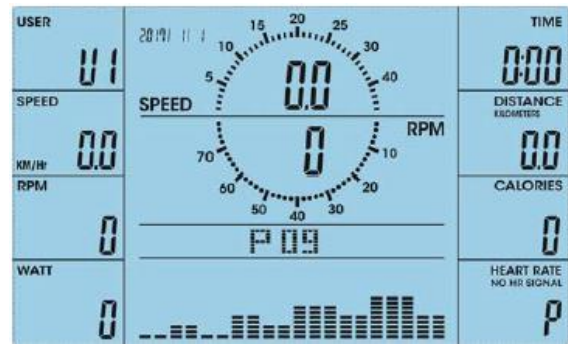 USER
U 1
SPEED
KM/Hr 0.0
RPM
0
WATT
0
15 20 25
10 30
5 40
SPEED 0.0
0 RPM
70 10
60 20
50 40 30
P 09
TIME
0:00
DISTANCE
KILOMETERS
0.0
CALORIES
0
HEART RATE
NO HR SIGNAL
P